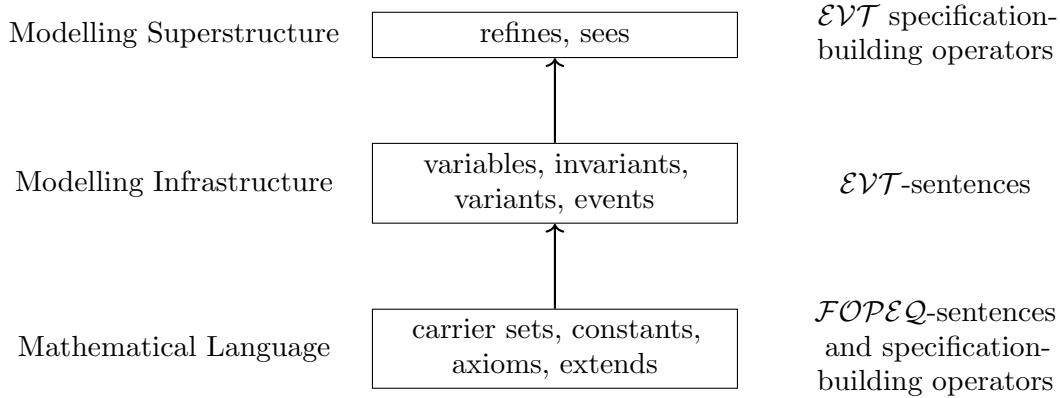 Modelling Superstructure
refines, sees
ℰ𝒱𝒯 specification-
building operators
Modelling Infrastructure
variables, invariants,
variants, events
ℰ𝒱𝒯-sentences
Mathematical Language
carrier sets, constants,
axioms, extends
ℱ𝒪𝒫ℰ𝒬-sentences
and specification-
building operators